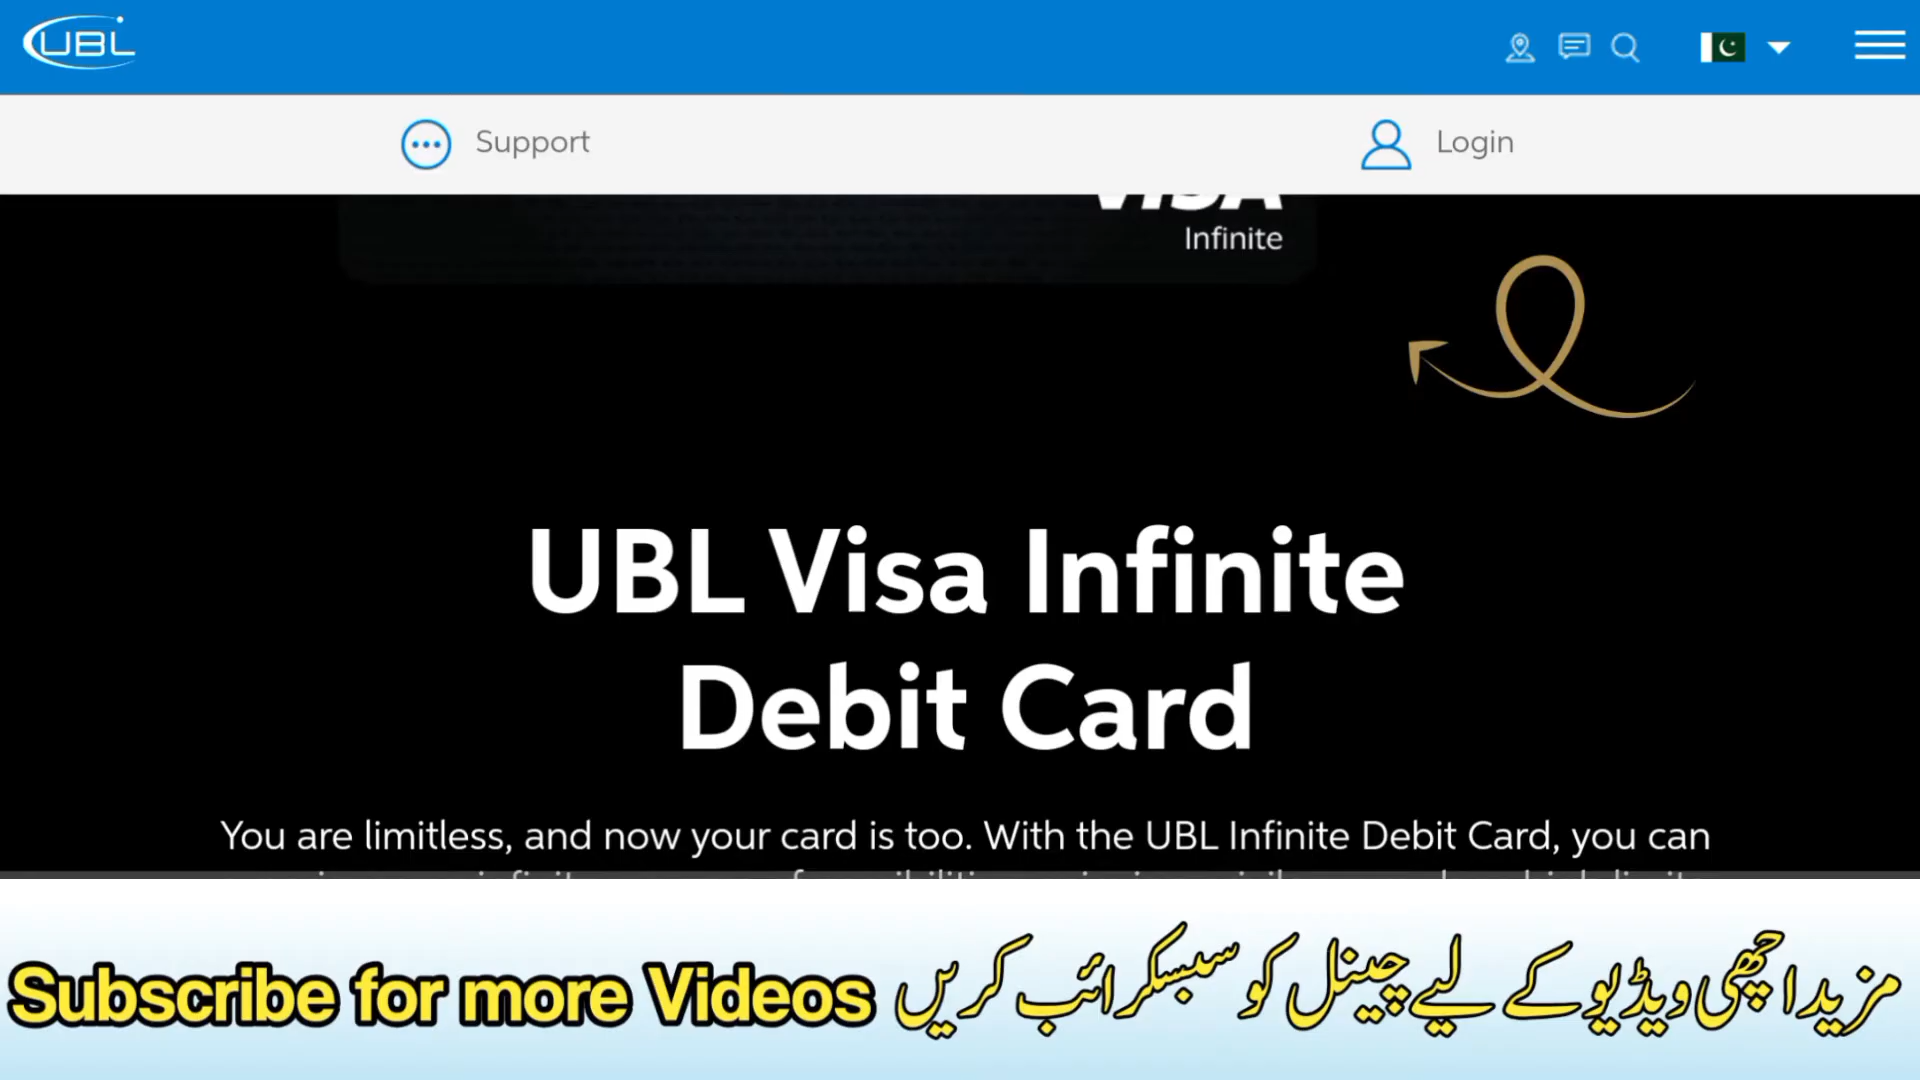 UBL
Support
Login
VISA
Infinite
UBL Visa Infinite
Debit Card
You are limitless, and now your card is too. With the UBL Infinite Debit Card, you can
Subscribe for more Videos مزید اچھی ویڈیو کے لیے چینل کو سبسکرائب کریں